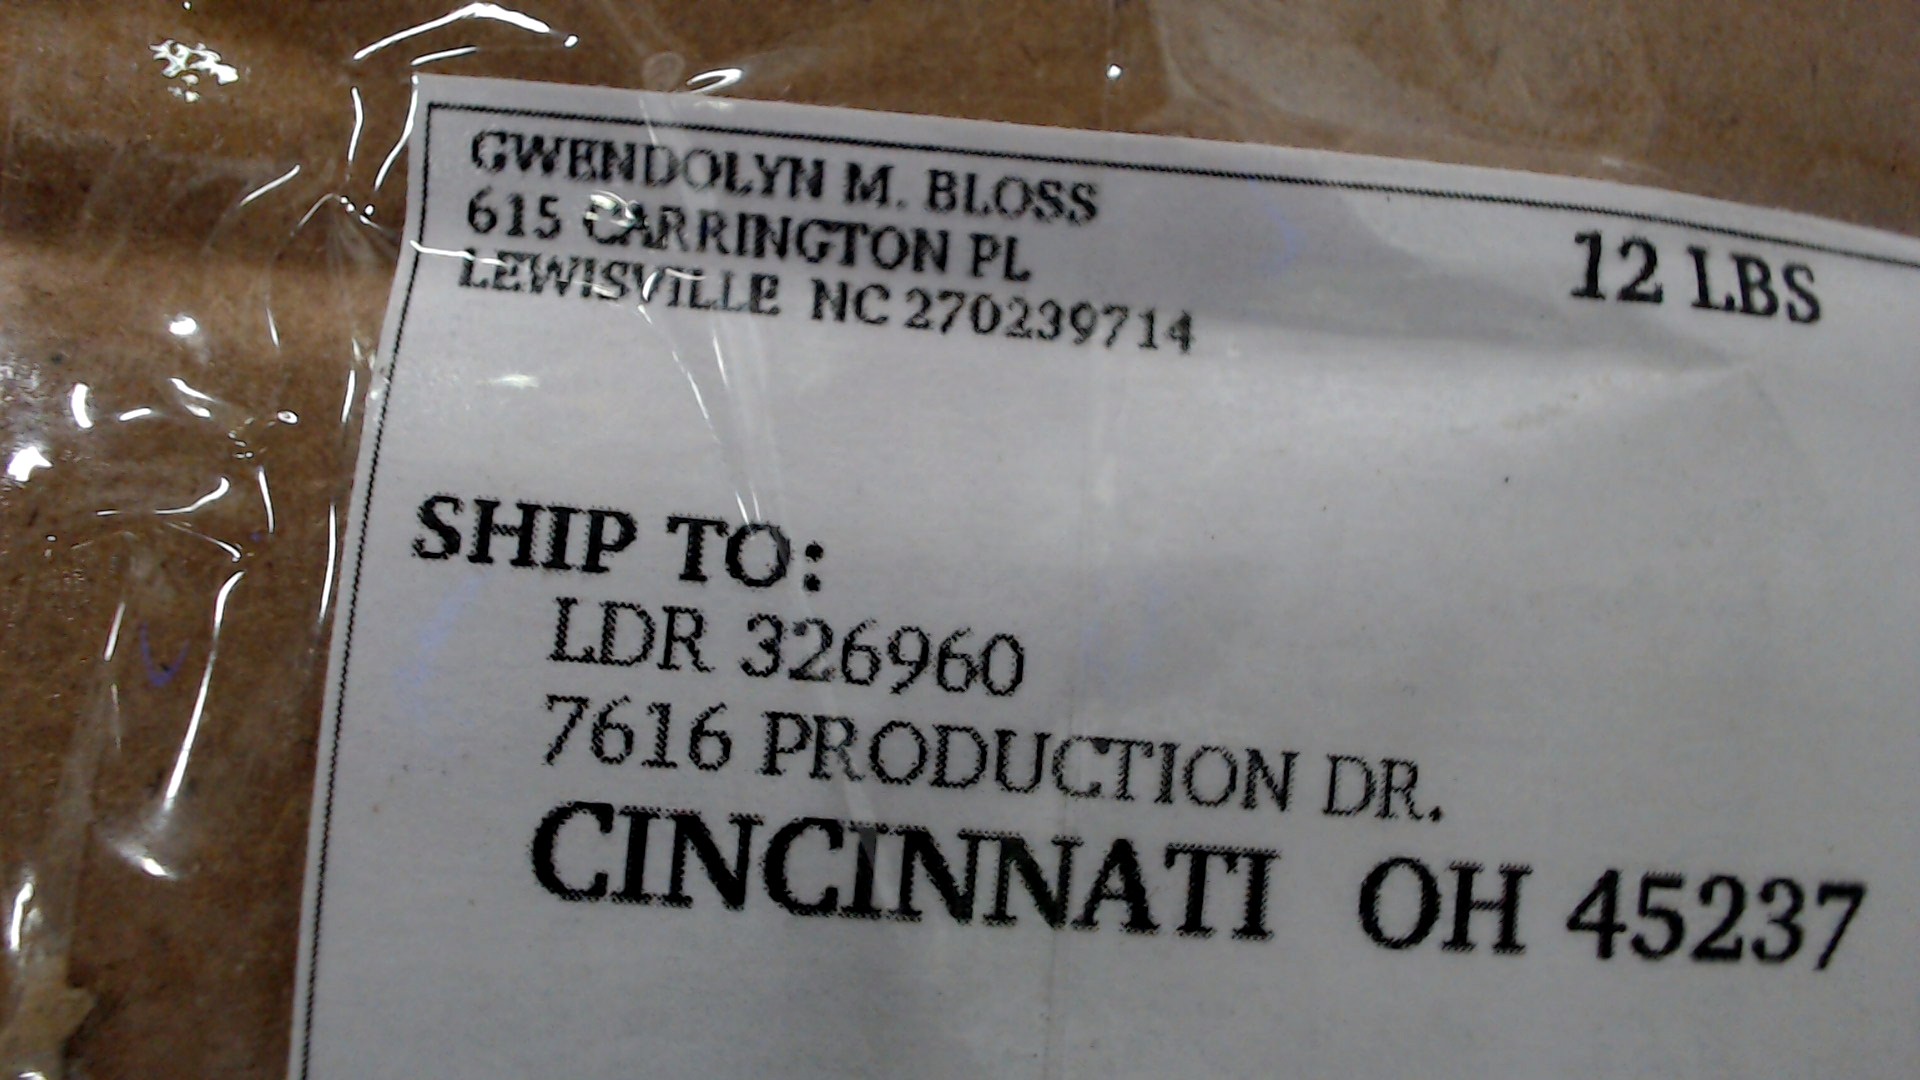 GWENDOLYN M. BLOSS
12 LBS
615 CARRINGTON PL
LEWISVILLE NC 270239714
SHIP TO:
LDR 326960
7616 PRODUCTION DR.
CINCINNATI OH 45237